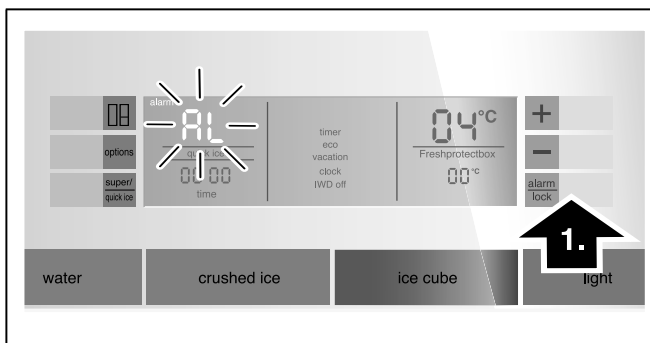 alarm
AL
quick ice
00 00
time
timer
eco
vacation
clock
IWD off
04°C
Freshprotectbox
00°C
options
super/
quick ice
+
−
alarm
lock
1.
water
crushed ice
ice cube
light